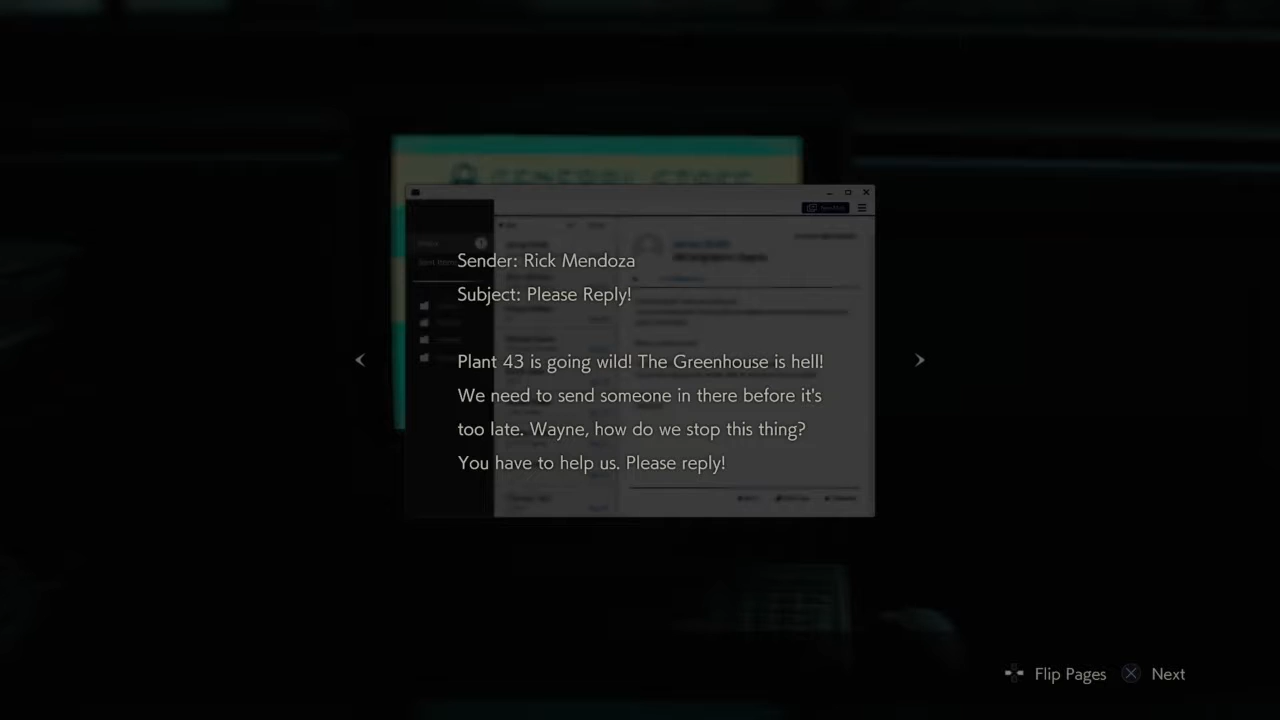 GENERAL STORE
Sender: Rick Mendoza
Subject: Please Reply!
Plant 43 is going wild! The Greenhouse is hell!
We need to send someone in there before it's
too late. Wayne, how do we stop this thing?
You have to help us. Please reply!
Flip Pages
Next